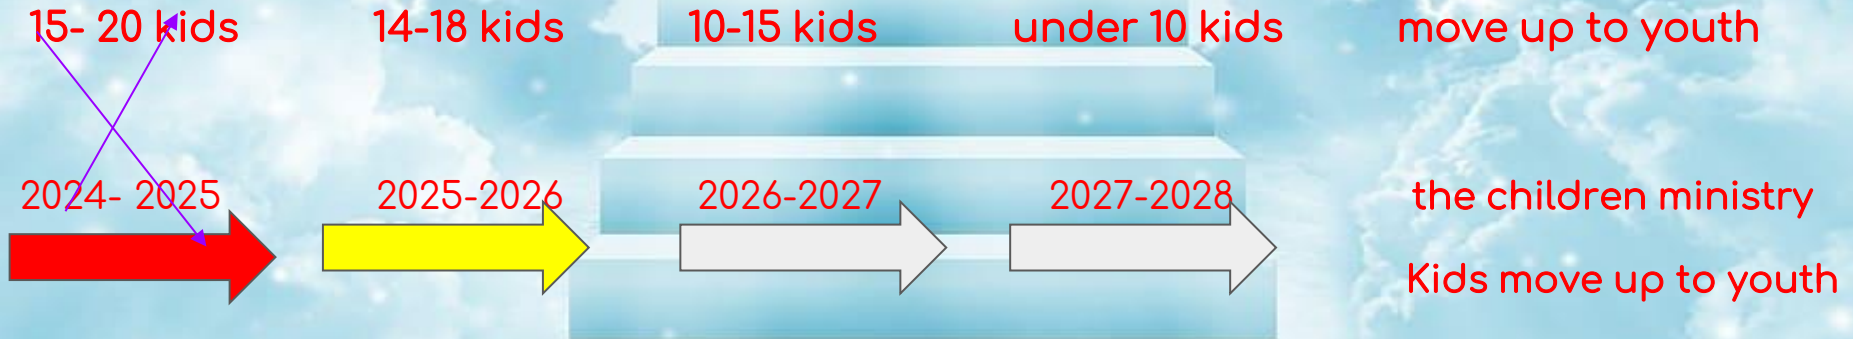 15- 20 kids
14-18 kids
10-15 kids
under 10 kids
move up to youth
2024- 2025
2025-2026
2026-2027
2027-2028
the children ministry
Kids move up to youth